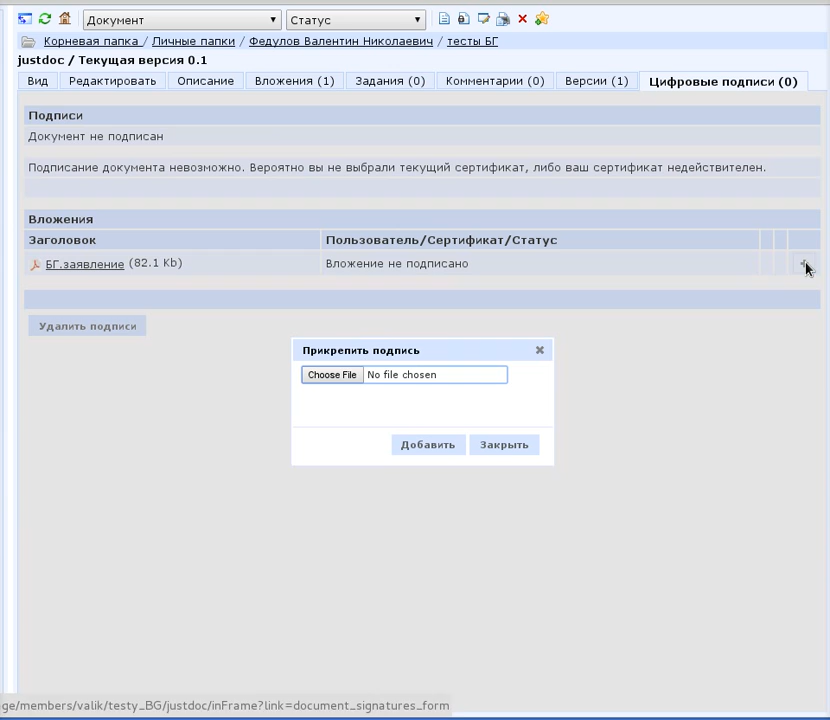 Документ Статус
Корневая папка / Личные папки / Федулов Валентин Николаевич / тесты БГ
justdoc / Текущая версия 0.1
Вид Редактировать Описание Вложения (1) Задания (0) Комментарии (0) Версии (1) Цифровые подписи (0)
Подписи
Документ не подписан
Подписание документа невозможно. Вероятно вы не выбрали текущий сертификат, либо ваш сертификат недействителен.
Вложения
Заголовок Пользователь/Сертификат/Статус
БГ.заявление (82.1 Kb) Вложение не подписано
Удалить подписи
Прикрепить подпись
Choose File No file chosen
Добавить Закрыть
ge/members/valik/testy_BG/justdoc/inFrame?link=document_signatures_form